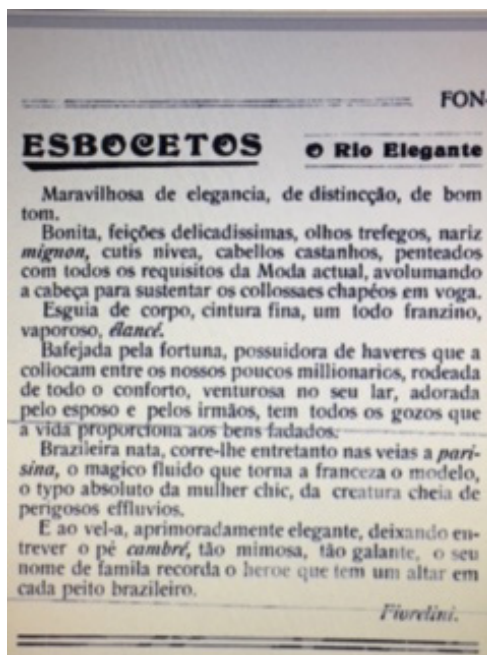 FON-
ESBOCETOS
O Rio Elegante
Maravilhosa de elegancia, de distincção, de bom
tom.
Bonita, feições delicadissimas, olhos trefegos, nariz
mignon, cutis nivea, cabellos castanhos, penteados
com todos os requisitos da Moda actual, avolumando
a cabeça para sustentar os collossaes chapéos em voga.
Esguia de corpo, cintura fina, um todo franzino,
vaporoso, élancé.
Bafejada pela fortuna, possuidora de haveres que a
collocam entre os nossos poucos millionarios, rodeada
de todo o conforto, venturosa no seu lar, adorada
pelo esposo e pelos irmãos, tem todos os gozos que
a vida proporciona aos bens fadados.
Brazileira nata, corre-lhe entretanto nas veias a pari-
sina, o magico fluido que torna a franceza o modelo,
o typo absoluto da mulher chic, da creatura cheia de
perigosos effluvios.
E ao vel-a, aprimoradamente elegante, deixando en-
trever o pé cambré, tão mimosa, tão galante, o seu
nome de famila recorda o heroe que tem um altar em
cada peito brazileiro.
Fiorelini.